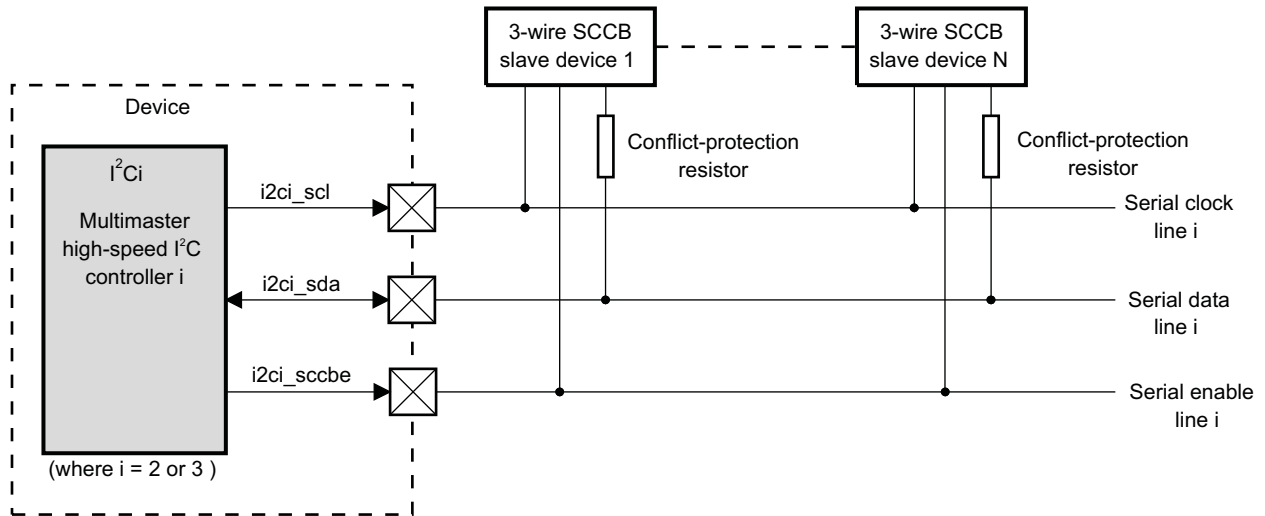 3-wire SCCB
slave device 1
3-wire SCCB
slave device N
Device
Conflict-protection
resistor
Conflict-protection
resistor
I²Ci
Multimaster
high-speed I²C
controller i
i2ci_scl
Serial clock
line i
i2ci_sda
Serial data
line i
i2ci_sccbe
Serial enable
line i
(where i = 2 or 3 )